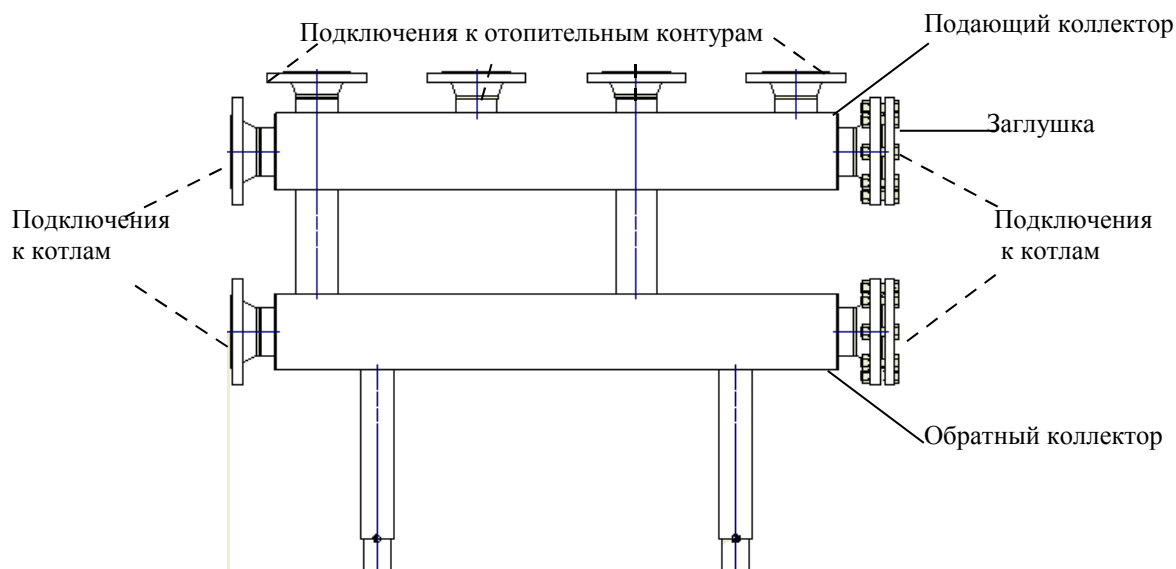 Подключения к отопительным контурам
Подающий коллектор
Заглушка
Подключения
к котлам
Подключения
к котлам
Обратный коллектор